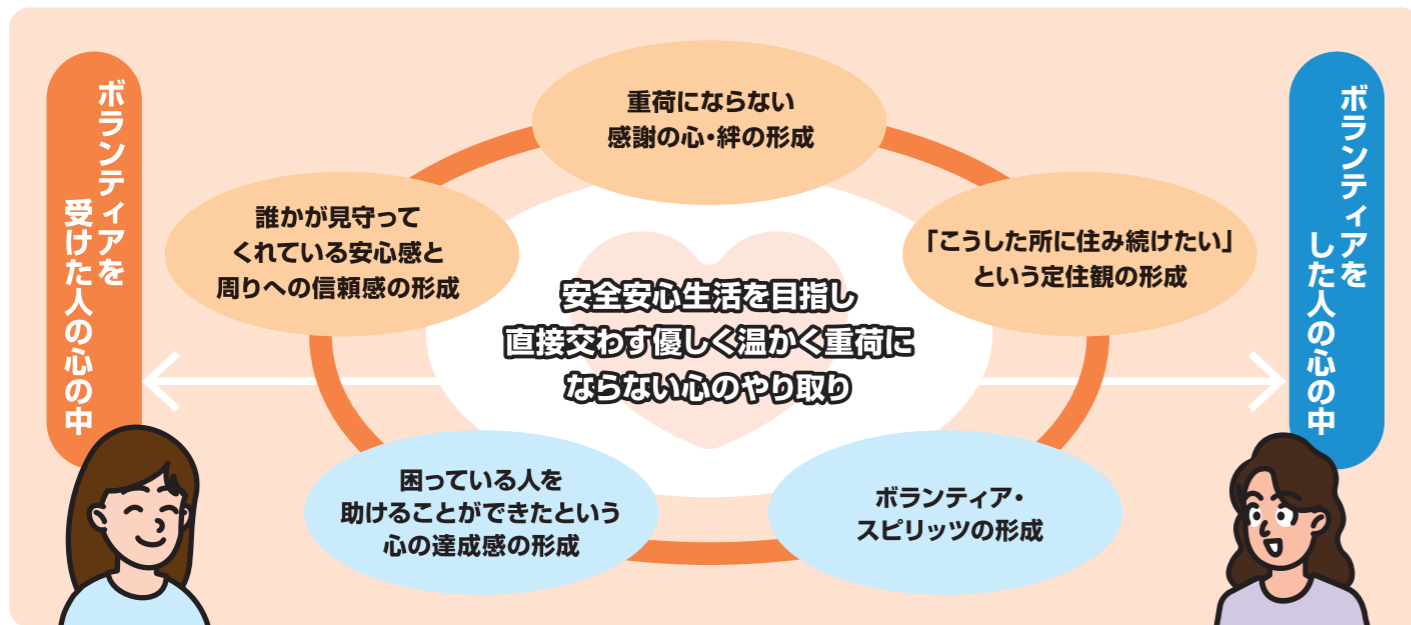 ボランティアを
受けた人の心の中
重荷にならない
感謝の心・絆の形成
誰かが見守って
くれている安心感と
周りへの信頼感の形成
「こうした所に住み続けたい」
という定住観の形成
安全安心生活を目指し
直接交わす優しく温かく重荷に
ならない心のやり取り
困っている人を
助けることができたという
心の達成感の形成
ボランティア・
スピリッツの形成
ボランティアを
した人の心の中